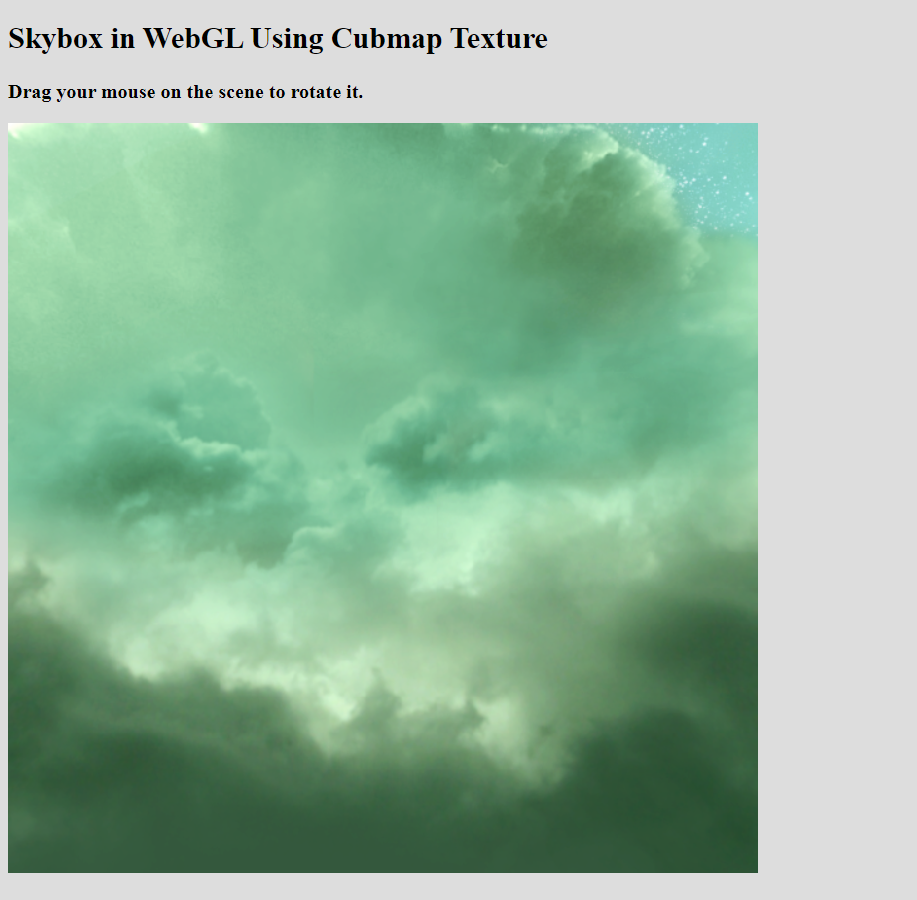 Skybox in WebGL Using Cubmap Texture
Drag your mouse on the scene to rotate it.